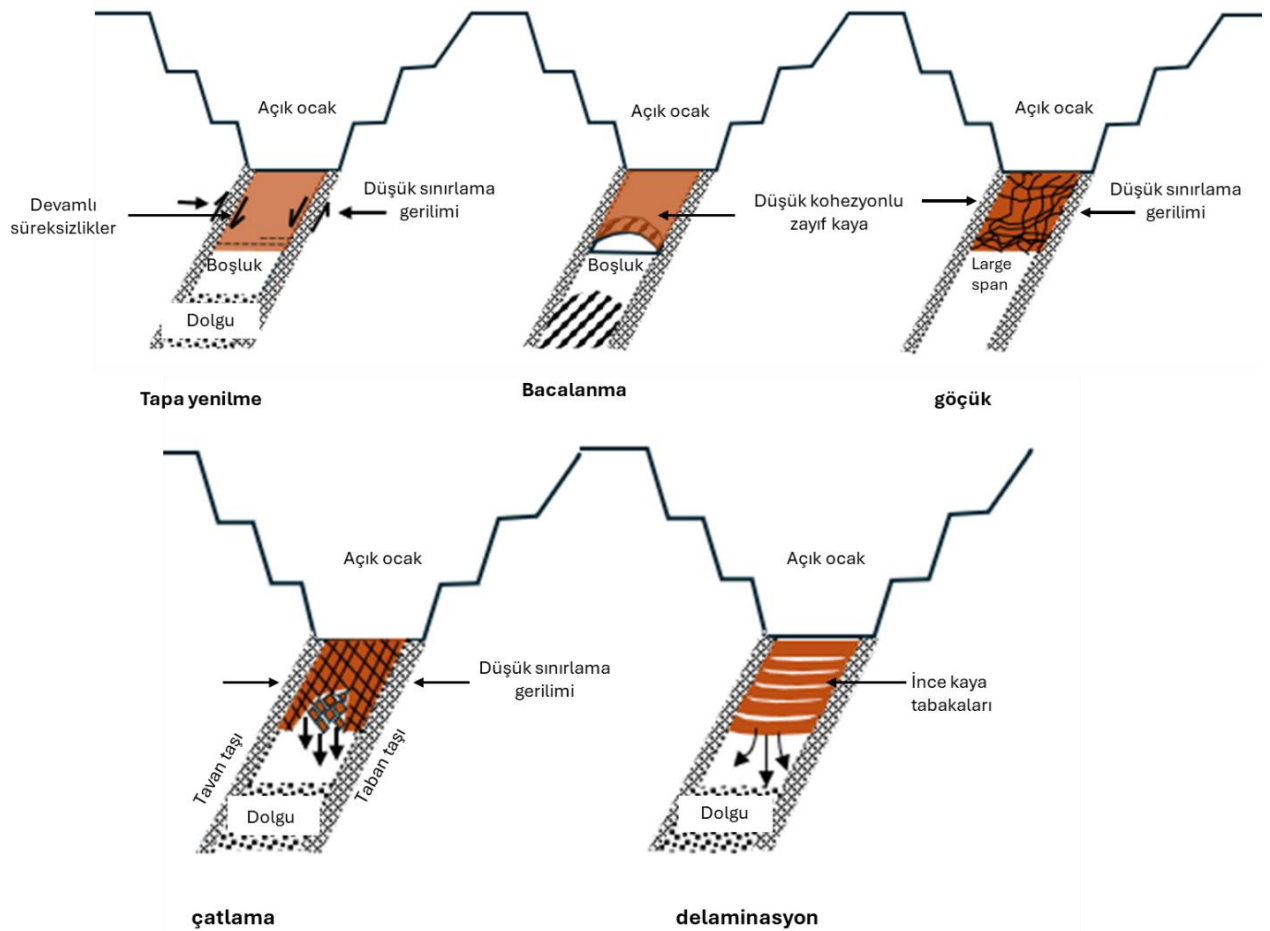 Açık ocak
Açık ocak
Açık ocak
Devamlı
süreksizlikler
Düşük sınırlama
gerilimi
Düşük kohezyonlu
zayıf kaya
Düşük sınırlama
gerilimi
Boşluk
Boşluk
Large
span
Dolgu
Tapa yenilme
Bacalanma
göçük
Açık ocak
Açık ocak
Düşük sınırlama
gerilimi
İnce kaya
tabakaları
Tavan taşı
Taban taşı
Dolgu
Dolgu
çatlama
delaminasyon